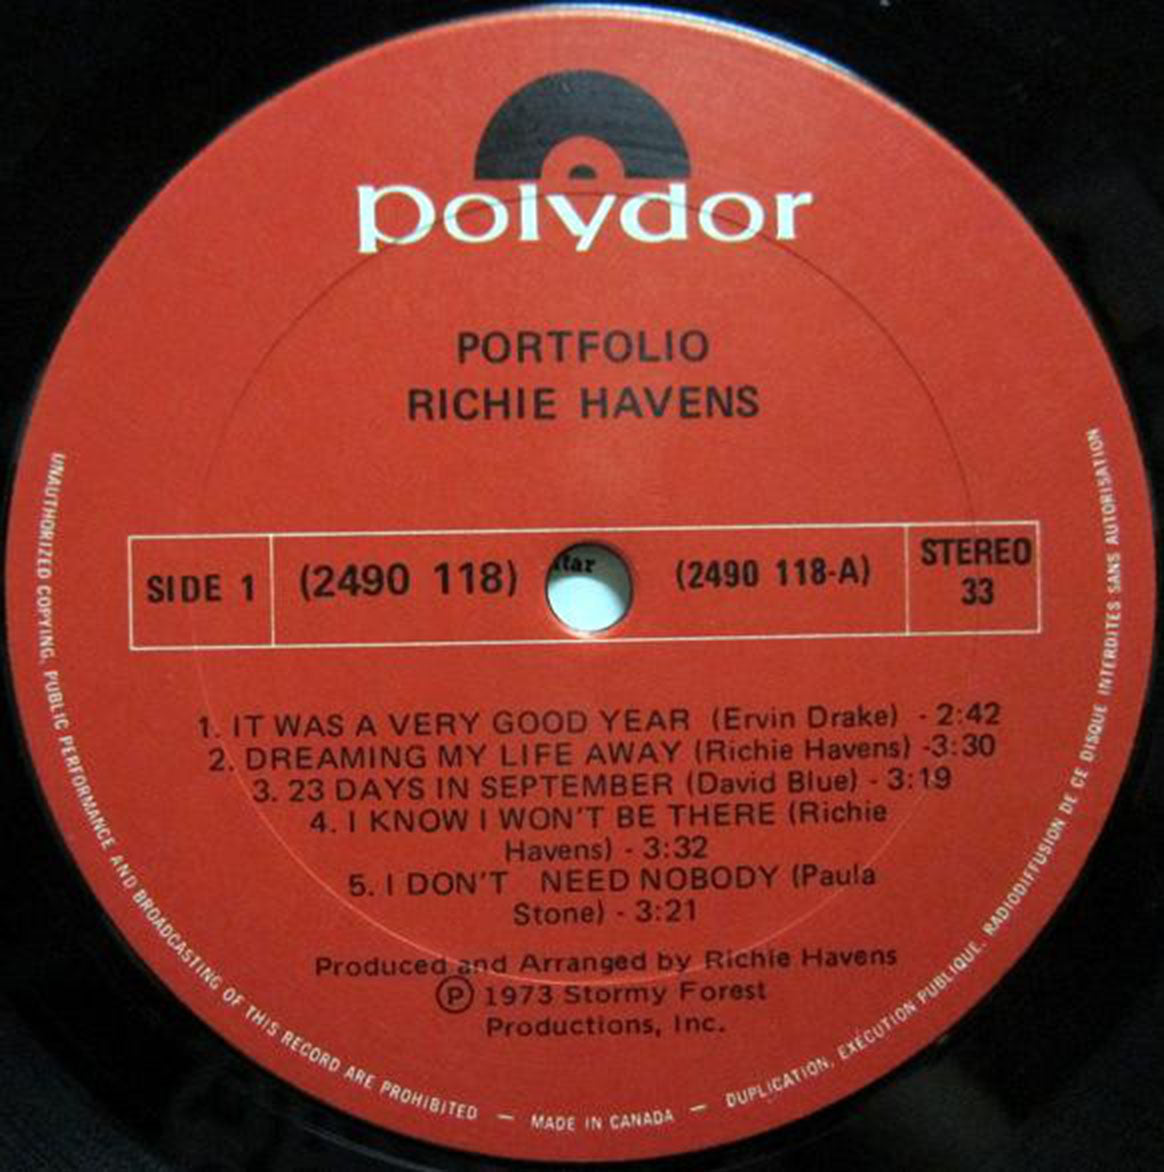 polydor
PORTFOLIO
RICHIE HAVENS
SIDE 1
(2490 118)
tar
(2490 118-A)
STEREO
33
1. IT WAS A VERY GOOD YEAR (Ervin Drake) - 2:42
2. DREAMING MY LIFE AWAY (Richie Havens) -3:30
3. 23 DAYS IN SEPTEMBER (David Blue) - 3:19
4. I KNOW I WON'T BE THERE (Richie
Havens) - 3:32
5. I DON'T NEED NOBODY (Paula
Stone) - 3:21
Produced and Arranged by Richie Havens
Ⓟ 1973 Stormy Forest
Productions, Inc.
UNAUTHORIZED COPYING, PUBLIC PERFORMANCE AND BROADCASTING OF THIS RECORD ARE PROHIBITED — MADE IN CANADA — DUPLICATION, EXÉCUTION PUBLIQUE, RADIODIFFUSION DE CE DISQUE INTERDITES SANS AUTORISATION